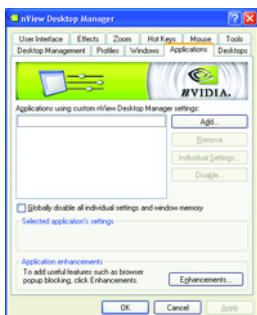 nView Desktop Manager
User Interface Effects Zoom Hot Keys Mouse Tools
Desktop Management Profiles Windows Applications Desktops
NVIDIA.
Applications using custom nView Desktop Manager settings:
Add...
Remove
Individual Settings...
Disable...
Globally disable all individual settings and window memory
Selected application's settings
Application enhancements
To add useful features such as browser
popup blocking, click Enhancements.
Enhancements...
OK Cancel Apply